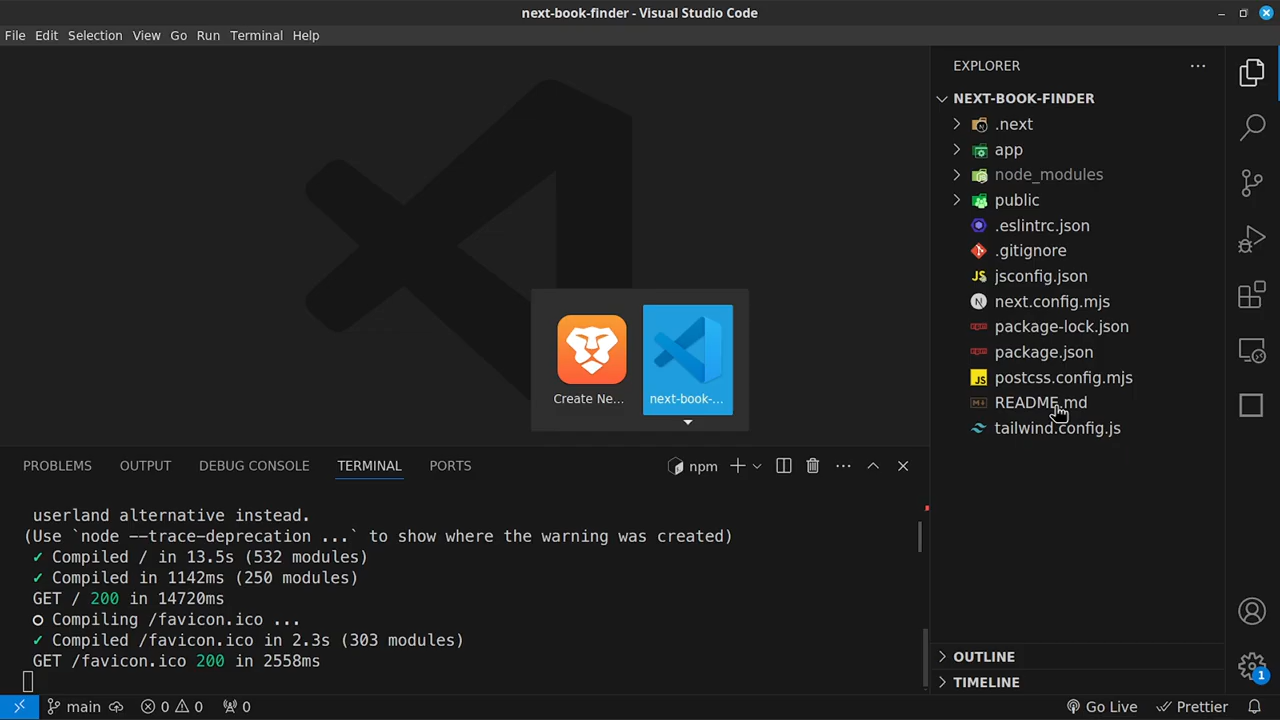 next-book-finder - Visual Studio Code
File Edit Selection View Go Run Terminal Help
EXPLORER
NEXT-BOOK-FINDER
.next
app
node_modules
public
.eslintrc.json
.gitignore
jsconfig.json
next.config.mjs
package-lock.json
package.json
postcss.config.mjs
README.md
tailwind.config.js
Create Ne...
next-book-...
PROBLEMS OUTPUT DEBUG CONSOLE TERMINAL PORTS
npm
userland alternative instead.
(Use `node --trace-deprecation ...` to show where the warning was created)
✓ Compiled / in 13.5s (532 modules)
✓ Compiled in 1142ms (250 modules)
GET / 200 in 14720ms
○ Compiling /favicon.ico ...
✓ Compiled /favicon.ico in 2.3s (303 modules)
GET /favicon.ico 200 in 2558ms
OUTLINE
TIMELINE
1
main 0 0 0 Go Live Prettier